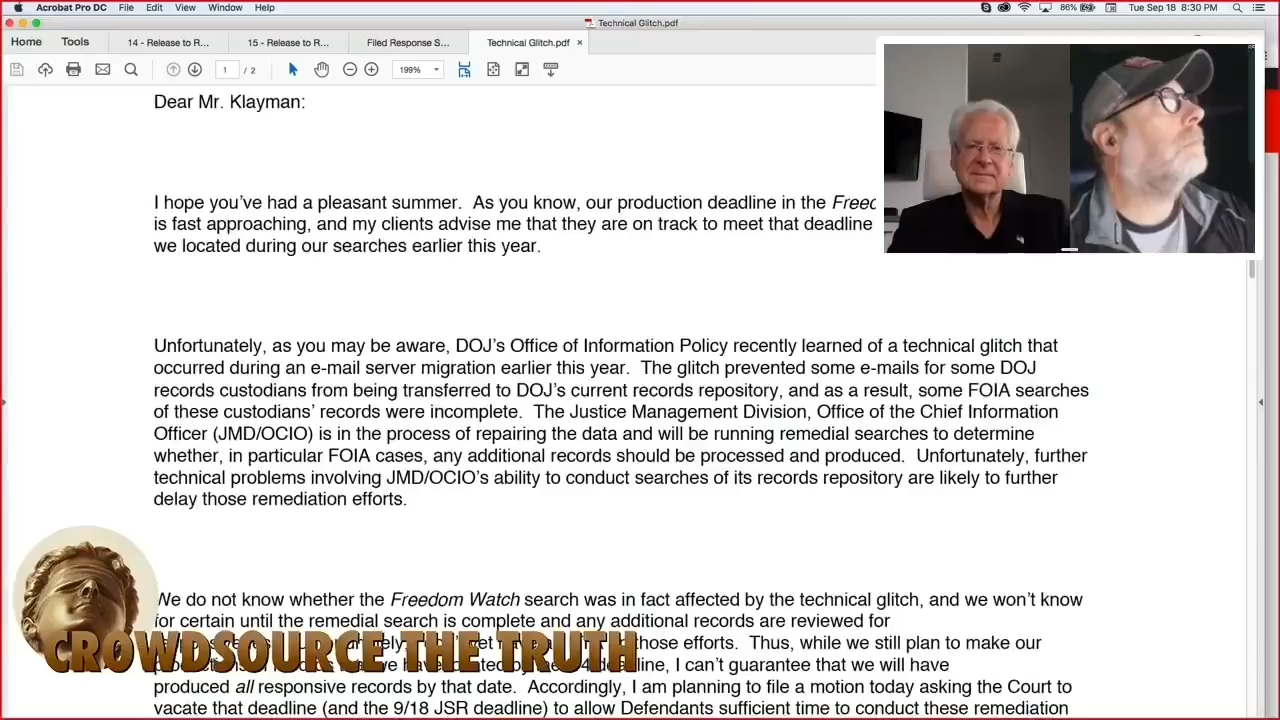 Acrobat Pro DC File Edit View Window Help 86% Tue Sep 18 8:30 PM
Technical Glitch.pdf
Home Tools 14 - Release to R... 15 - Release to R... Filed Response S... Technical Glitch.pdf ×
1 / 2 199%
Dear Mr. Klayman:
I hope you've had a pleasant summer. As you know, our production deadline in the Freec
is fast approaching, and my clients advise me that they are on track to meet that deadline
we located during our searches earlier this year.
Unfortunately, as you may be aware, DOJ's Office of Information Policy recently learned of a technical glitch that
occurred during an e-mail server migration earlier this year. The glitch prevented some e-mails for some DOJ
records custodians from being transferred to DOJ's current records repository, and as a result, some FOIA searches
of these custodians' records were incomplete. The Justice Management Division, Office of the Chief Information
Officer (JMD/OCIO) is in the process of repairing the data and will be running remedial searches to determine
whether, in particular FOIA cases, any additional records should be processed and produced. Unfortunately, further
technical problems involving JMD/OCIO's ability to conduct searches of its records repository are likely to further
delay those remediation efforts.
We do not know whether the Freedom Watch search was in fact affected by the technical glitch, and we won't know
for certain until the remedial search is complete and any additional records are reviewed for
those efforts. Thus, while we still plan to make our
deadline, I can't guarantee that we will have
produced all responsive records by that date. Accordingly, I am planning to file a motion today asking the Court to
vacate that deadline (and the 9/18 JSR deadline) to allow Defendants sufficient time to conduct these remediation
CROWDSOURCE THE TRUTH